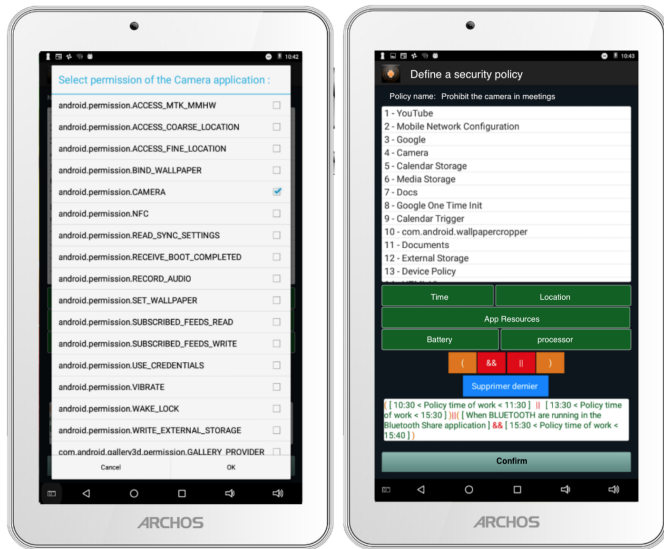 10:42
Select permission of the Camera application :
android.permission.ACCESS_MTK_MMHW
android.permission.ACCESS_COARSE_LOCATION
android.permission.ACCESS_FINE_LOCATION
android.permission.BIND_WALLPAPER
android.permission.CAMERA
android.permission.NFC
android.permission.READ_SYNC_SETTINGS
android.permission.RECEIVE_BOOT_COMPLETED
android.permission.RECORD_AUDIO
android.permission.SET_WALLPAPER
android.permission.SUBSCRIBED_FEEDS_READ
android.permission.SUBSCRIBED_FEEDS_WRITE
android.permission.USE_CREDENTIALS
android.permission.VIBRATE
android.permission.WAKE_LOCK
android.permission.WRITE_EXTERNAL_STORAGE
com.android.gallery3d.permission.GALLERY_PROVIDER
Cancel OK
ARCHOS
10:43
Define a security policy
Policy name: Prohibit the camera in meetings
1 - YouTube
2 - Mobile Network Configuration
3 - Google
4 - Camera
5 - Calendar Storage
6 - Media Storage
7 - Docs
8 - Google One Time Init
9 - Calendar Trigger
10 - com.android.wallpapercropper
11 - Documents
12 - External Storage
13 - Device Policy
Time Location
App Resources
Battery processor
( && || )
Supprimer dernier
( [ 10:30 < Policy time of work < 11:30 ] || [ 13:30 < Policy time
of work < 15:30 ] )||( [ When BLUETOOTH are running in the
Bluetooth Share application ] && [ 15:30 < Policy time of work <
15:40 ] )
Confirm
ARCHOS